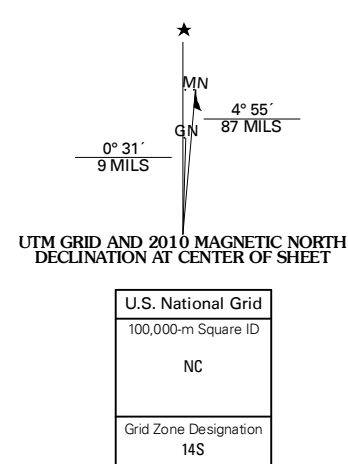 ★
MN
4° 55´
87 MILS
GN
0° 31´
9 MILS
UTM GRID AND 2010 MAGNETIC NORTH
DECLINATION AT CENTER OF SHEET
U.S. National Grid
100,000-m Square ID
NC
Grid Zone Designation
14S